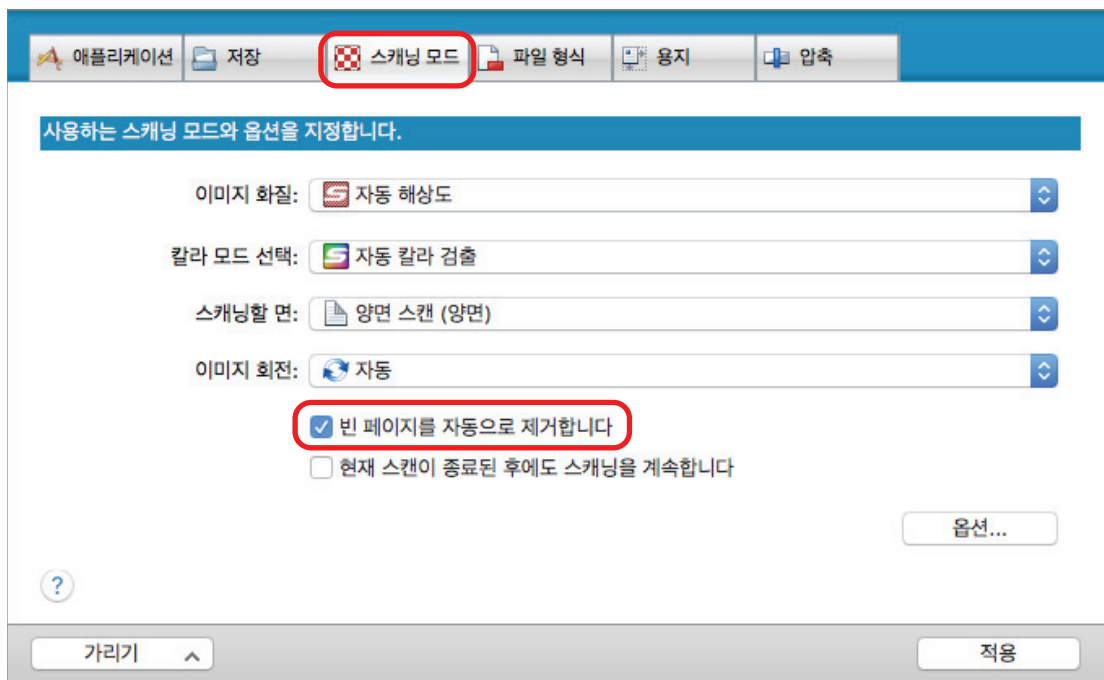 애플리케이션 저장 스캐닝 모드 파일 형식 용지 압축
사용하는 스캐닝 모드와 옵션을 지정합니다.
이미지 화질: 자동 해상도
칼라 모드 선택: 자동 칼라 검출
스캐닝할 면: 양면 스캔 (양면)
이미지 회전: 자동
빈 페이지를 자동으로 제거합니다
현재 스캔이 종료된 후에도 스캐닝을 계속합니다
옵션...
?
가리기 적용